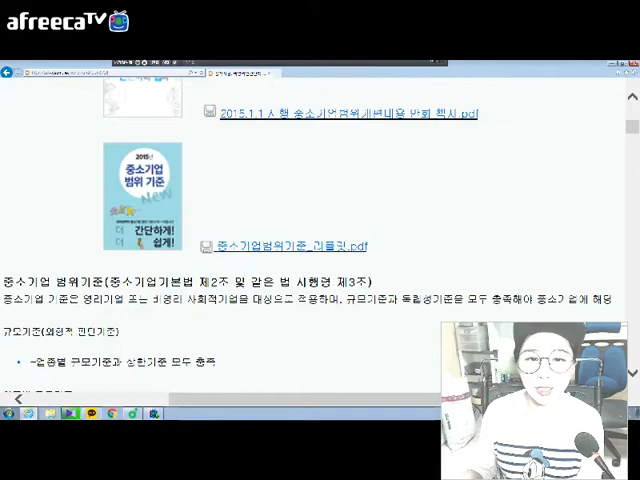 afreecaTV
2015.1.1 시행 중소기업범위개편내용 만화 책자.pdf
2015년
중소기업
범위 기준
New
더 간단하게!
더 쉽게!
중소기업범위기준_리플릿.pdf
중소기업 범위기준(중소기업기본법 제2조 및 같은 법 시행령 제3조)
중소기업 기준은 영리기업 또는 비영리 사회적기업을 대상으로 적용하며, 규모기준과 독립성기준을 모두 충족해야 중소기업에 해당
규모기준(외형적 판단기준)
-업종별 규모기준과 상한기준 모두 충족